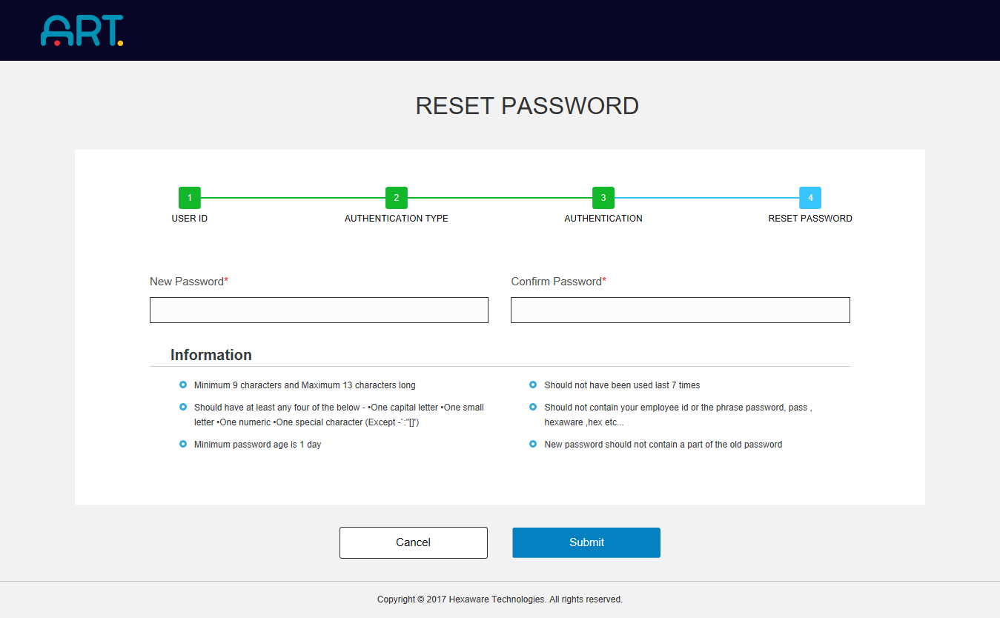 ART.
RESET PASSWORD
1
2
3
4
USER ID
AUTHENTICATION TYPE
AUTHENTICATION
RESET PASSWORD
New Password*
Confirm Password*
Information
Minimum 9 characters and Maximum 13 characters long
Should have at least any four of the below - •One capital letter •One small
letter •One numeric •One special character (Except -`:"[]')
Minimum password age is 1 day
Should not have been used last 7 times
Should not contain your employee id or the phrase password, pass ,
hexaware ,hex etc...
New password should not contain a part of the old password
Cancel
Submit
Copyright © 2017 Hexaware Technologies. All rights reserved.